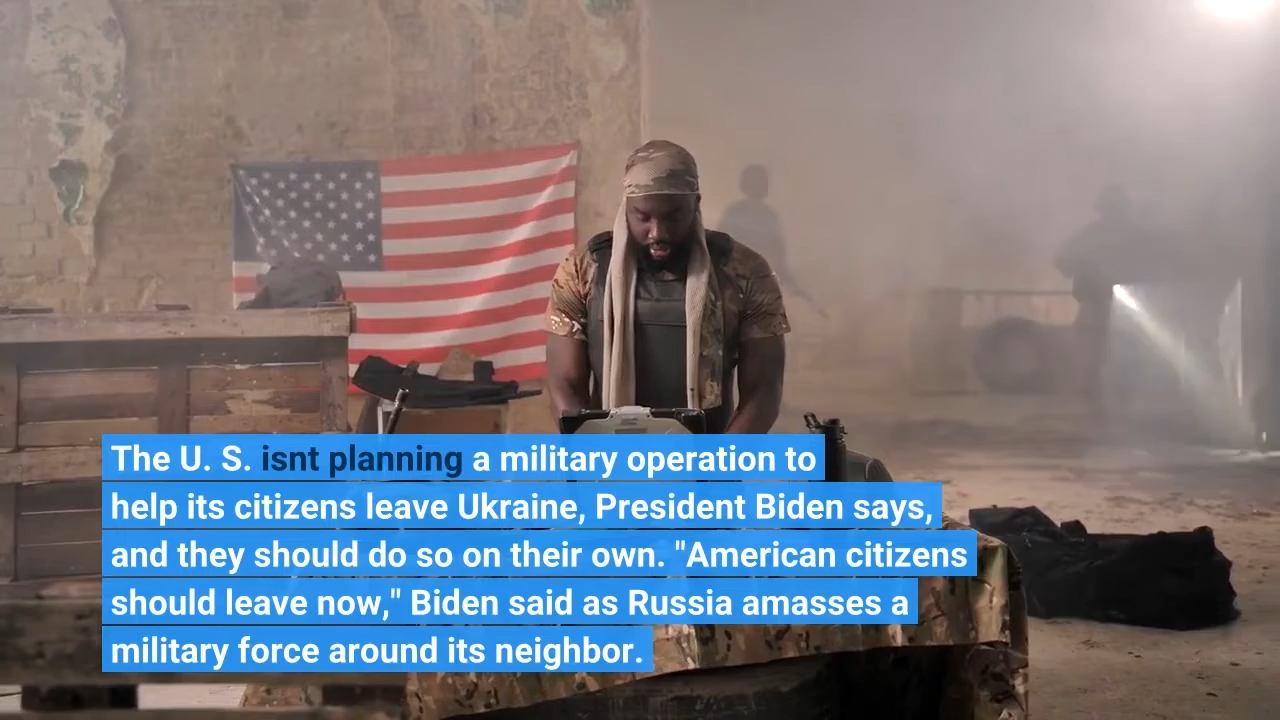 The U. S. isnt planning a military operation to
help its citizens leave Ukraine, President Biden says,
and they should do so on their own. "American citizens
should leave now," Biden said as Russia amasses a
military force around its neighbor.